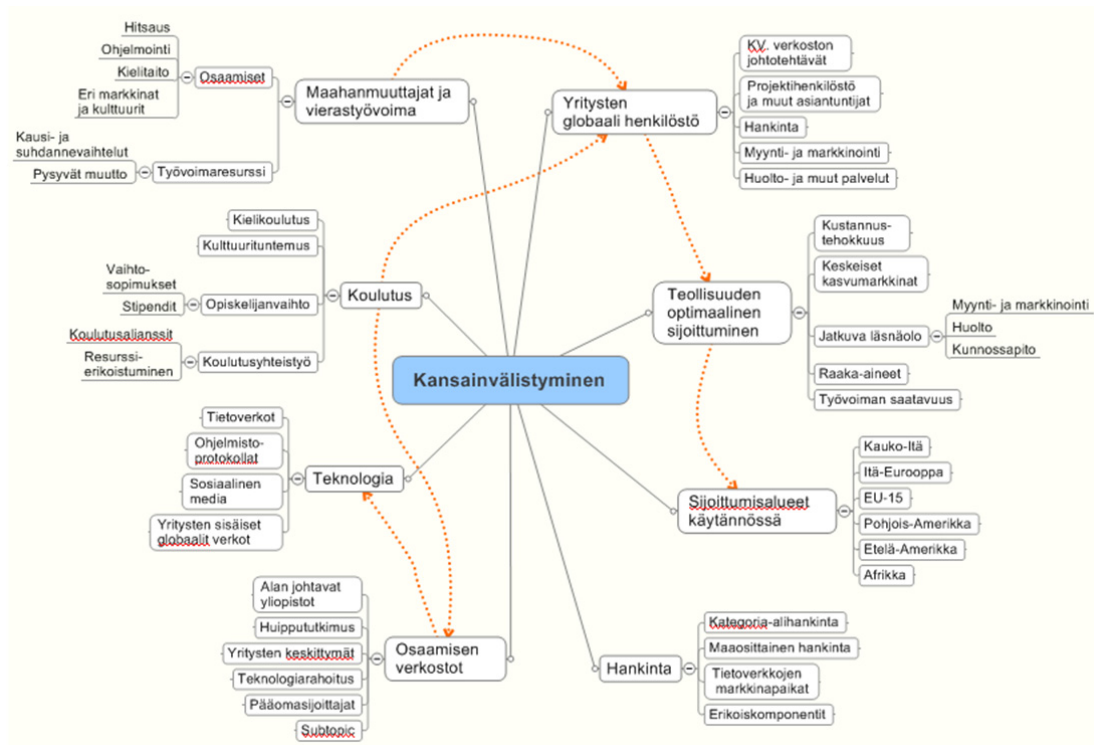 Kansainvälistyminen
Maahanmuuttajat ja
vierastyövoima
Osaamiset
Hitsaus
Ohjelmointi
Kielitaito
Eri markkinat
ja kulttuurit
Työvoimaresurssi
Kausi- ja
suhdannevaihtelut
Pysyvät muutto
Koulutus
Kielikoulutus
Kulttuurituntemus
Opiskelijanvaihto
Vaihto-
sopimukset
Stipendit
Koulutusyhteistyö
Koulutusalianssit
Resurssi-
erikoistuminen
Teknologia
Tietoverkot
Ohjelmisto-
protokollat
Sosiaalinen
media
Yritysten sisäiset
globaalit verkot
Osaamisen
verkostot
Alan johtavat
yliopistot
Huippututkimus
Yritysten keskittymät
Teknologiarahoitus
Pääomasijoittajat
Subtopic
Yritysten
globaali henkilöstö
KV. verkoston
johtotehtävät
Projektihenkilöstö
ja muut asiantuntijat
Hankinta
Myynti- ja markkinointi
Huolto- ja muut palvelut
Teollisuuden
optimaalinen
sijoittuminen
Kustannus-
tehokkuus
Keskeiset
kasvumarkkinat
Jatkuva läsnäolo
Myynti- ja markkinointi
Huolto
Kunnossapito
Raaka-aineet
Työvoiman saatavuus
Sijoittumisalueet
käytännössä
Kauko-Itä
Itä-Eurooppa
EU-15
Pohjois-Amerikka
Etelä-Amerikka
Afrikka
Hankinta
Kategoria-alihankinta
Maaosittainen hankinta
Tietoverkkojen
markkinapaikat
Erikoiskomponentit